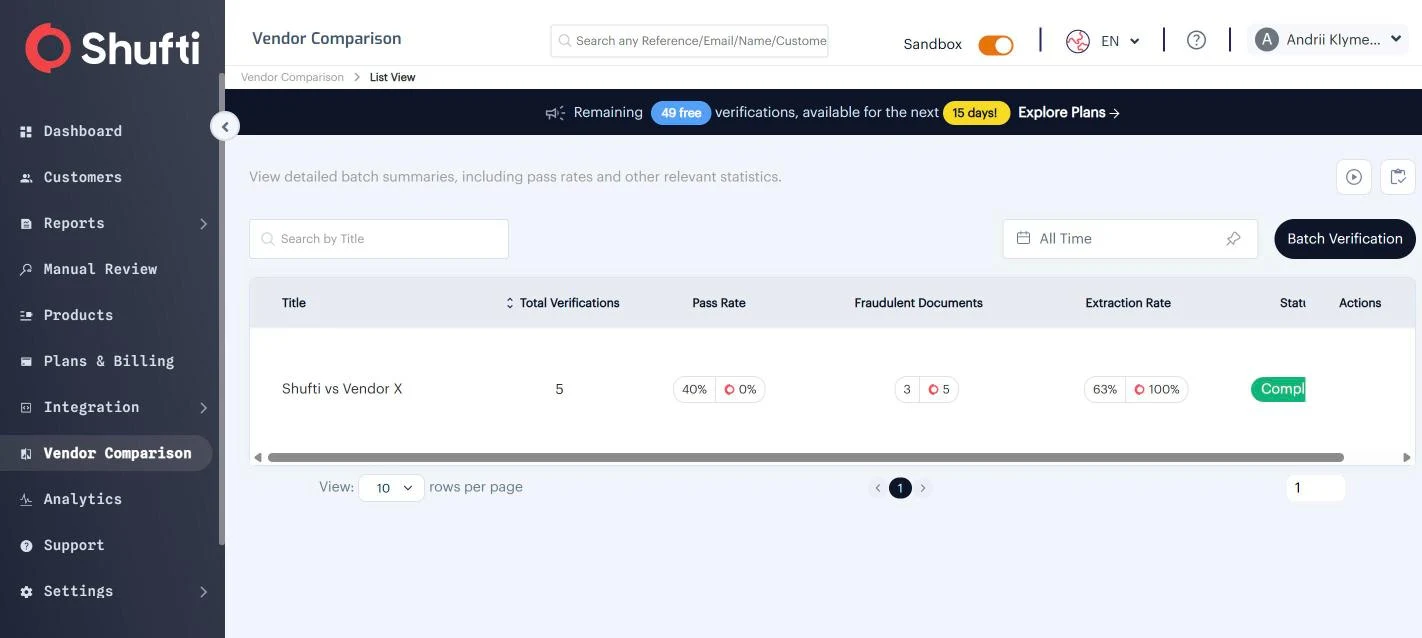 Shufti
Dashboard
Customers
Reports
Manual Review
Products
Plans & Billing
Integration
Vendor Comparison
Analytics
Support
Settings
Vendor Comparison
Search any Reference/Email/Name/Custome
Sandbox
EN
?
A Andrii Klyme...
Vendor Comparison > List View
Remaining 49 free verifications, available for the next 15 days! Explore Plans →
View detailed batch summaries, including pass rates and other relevant statistics.
Search by Title
All Time
Batch Verification
Title Total Verifications Pass Rate Fraudulent Documents Extraction Rate Statu Actions
Shufti vs Vendor X 5 40% 0% 3 5 63% 100% Compl
View: 10 rows per page
< 1 >
1